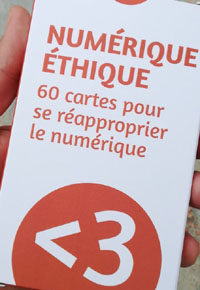 NUMÉRIQUE
ÉTHIQUE
60 cartes pour
se réapproprier
le numérique
<3